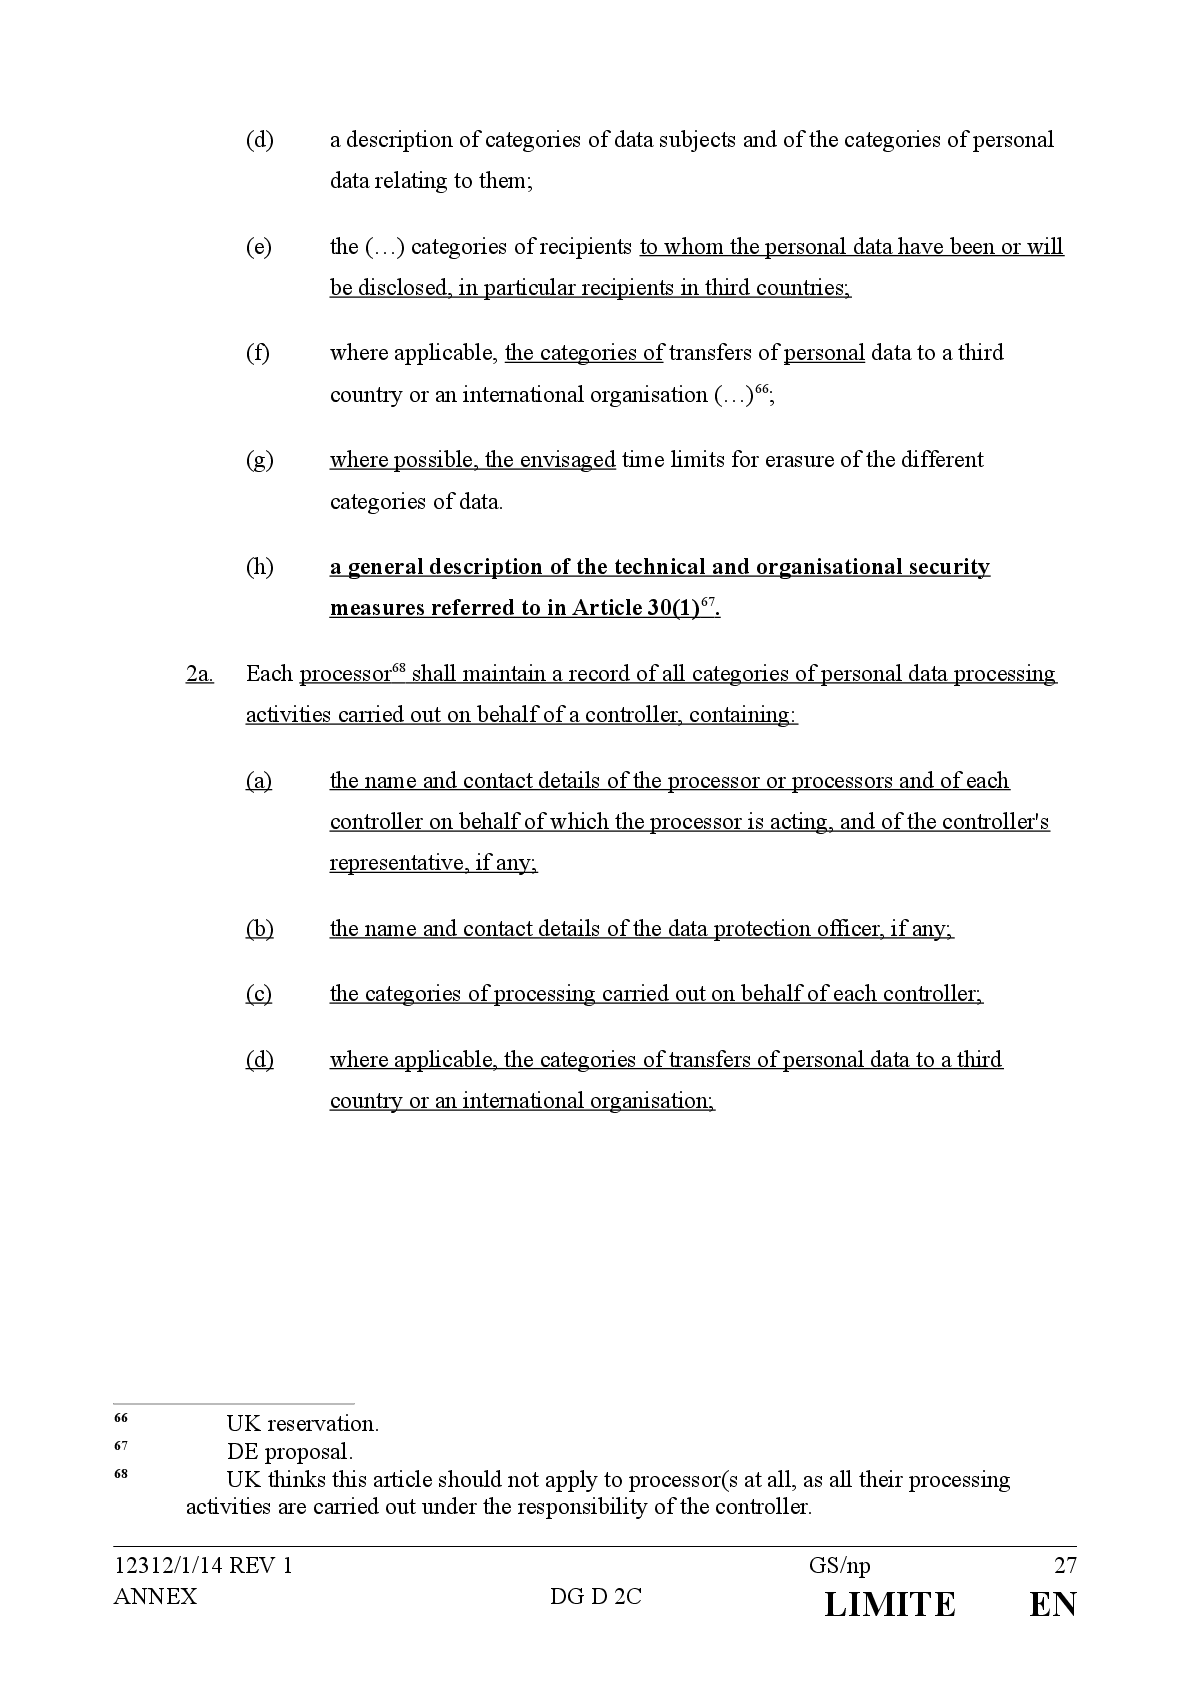 (d) a description of categories of data subjects and of the categories of personal
data relating to them;
(e) the (…) categories of recipients to whom the personal data have been or will
be disclosed, in particular recipients in third countries;
(f) where applicable, the categories of transfers of personal data to a third
country or an international organisation (…)66;
(g) where possible, the envisaged time limits for erasure of the different
categories of data.
(h) a general description of the technical and organisational security
measures referred to in Article 30(1)67.
2a. Each processor68 shall maintain a record of all categories of personal data processing
activities carried out on behalf of a controller, containing:
(a) the name and contact details of the processor or processors and of each
controller on behalf of which the processor is acting, and of the controller's
representative, if any;
(b) the name and contact details of the data protection officer, if any;
(c) the categories of processing carried out on behalf of each controller;
(d) where applicable, the categories of transfers of personal data to a third
country or an international organisation;
66 UK reservation.
67 DE proposal.
68 UK thinks this article should not apply to processor(s at all, as all their processing
activities are carried out under the responsibility of the controller.
12312/1/14 REV 1 GS/np 27
ANNEX DG D 2C LIMITE EN